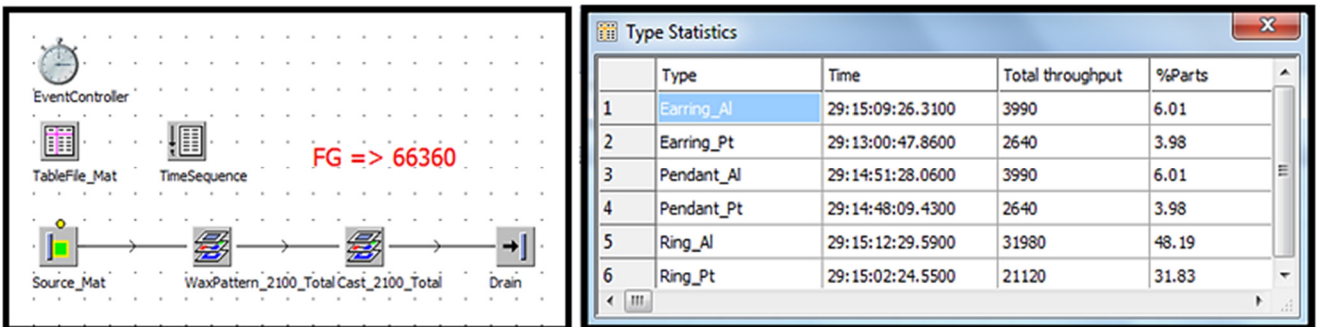 EventController
TableFile_Mat TimeSequence
FG => 66360
Source_Mat WaxPattern_2100_Total Cast_2100_Total Drain
Type Statistics
Type Time Total throughput %Parts
1 Earring_Al 29:15:09:26.3100 3990 6.01
2 Earring_Pt 29:13:00:47.8600 2640 3.98
3 Pendant_Al 29:14:51:28.0600 3990 6.01
4 Pendant_Pt 29:14:48:09.4300 2640 3.98
5 Ring_Al 29:15:12:29.5900 31980 48.19
6 Ring_Pt 29:15:02:24.5500 21120 31.83